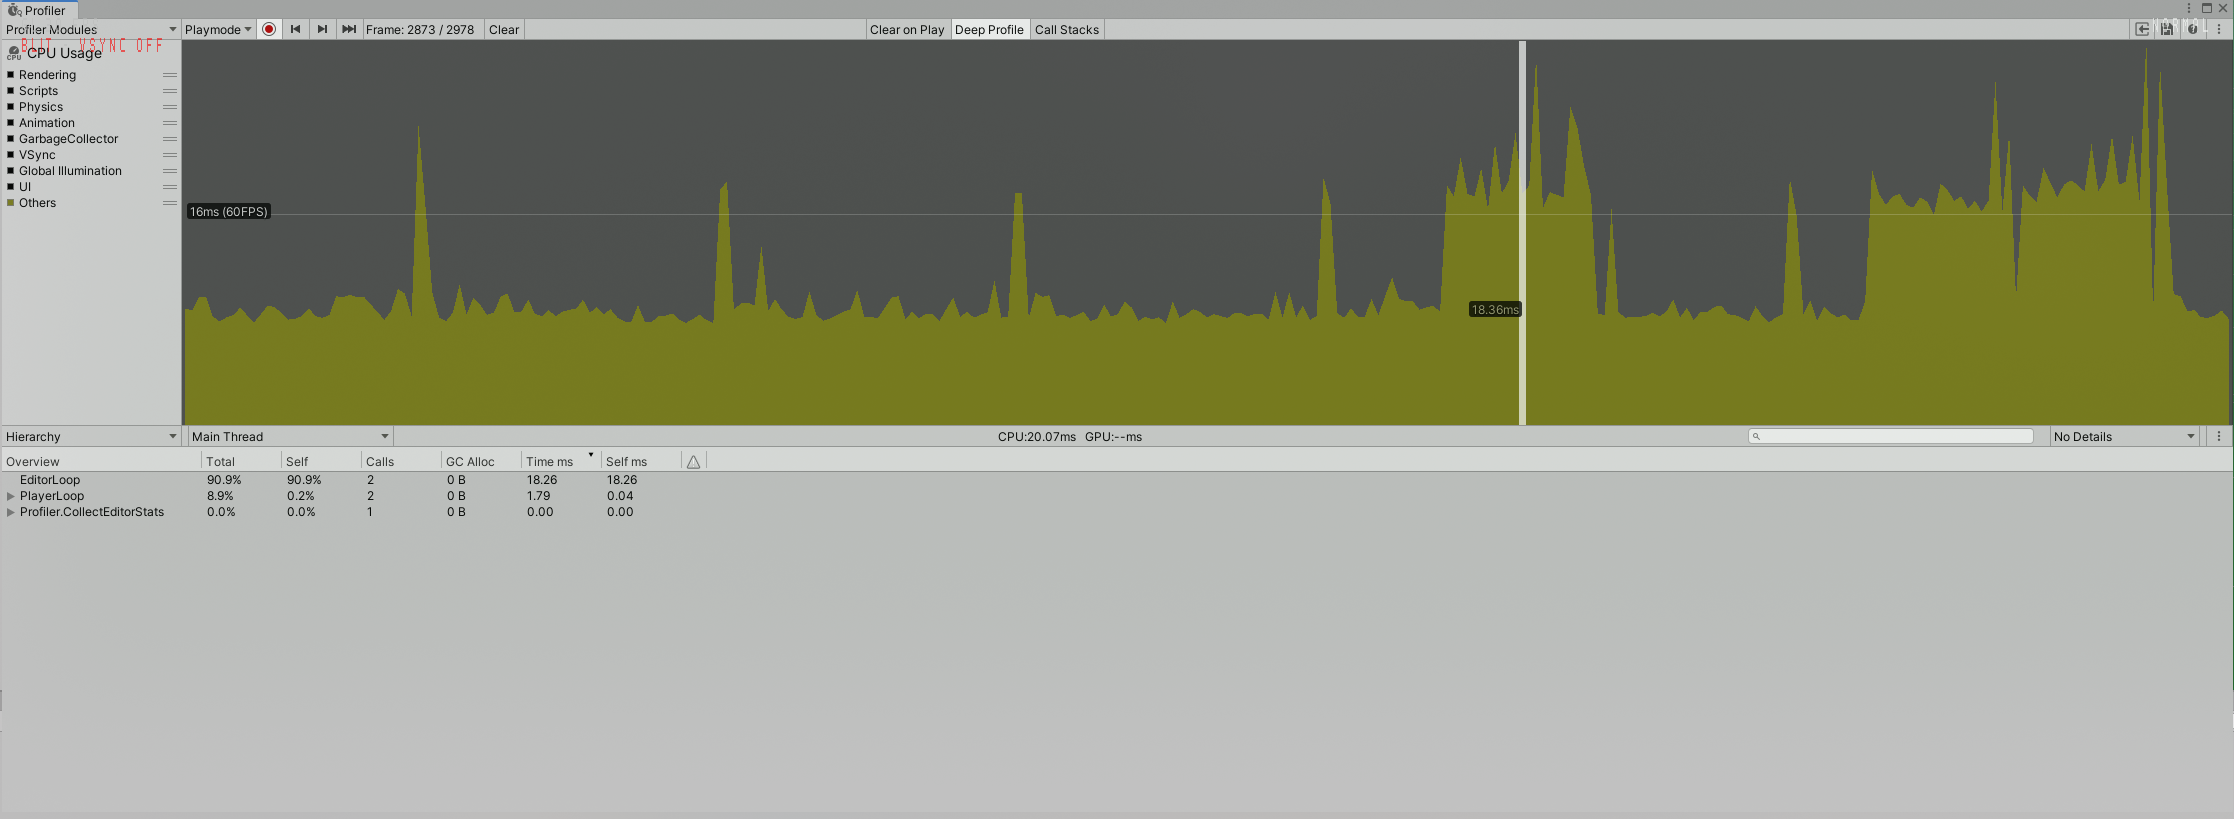 Profiler
Profiler Modules Playmode Frame: 2873 / 2978 Clear Clear on Play Deep Profile Call Stacks NORMAL
BLIT VSYNC OFF
CPU CPU Usage
Rendering
Scripts
Physics
Animation
GarbageCollector
VSync
Global Illumination
UI
Others
16ms (60FPS)
18.36ms
Hierarchy Main Thread CPU:20.07ms GPU:--ms No Details
Overview Total Self Calls GC Alloc Time ms Self ms
EditorLoop 90.9% 90.9% 2 0 B 18.26 18.26
PlayerLoop 8.9% 0.2% 2 0 B 1.79 0.04
Profiler.CollectEditorStats 0.0% 0.0% 1 0 B 0.00 0.00